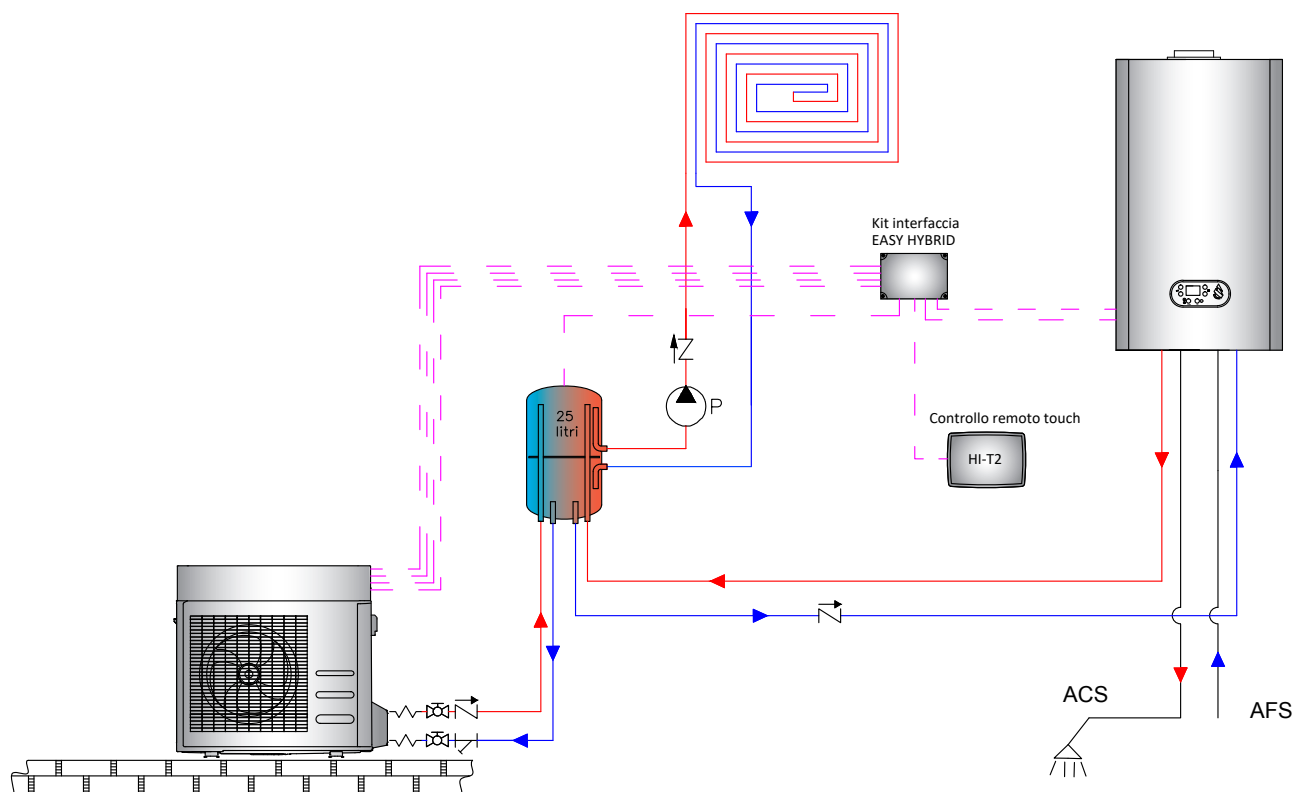 Kit interfaccia
EASY HYBRID
25
litri
P
Controllo remoto touch
HI-T2
ACS
AFS